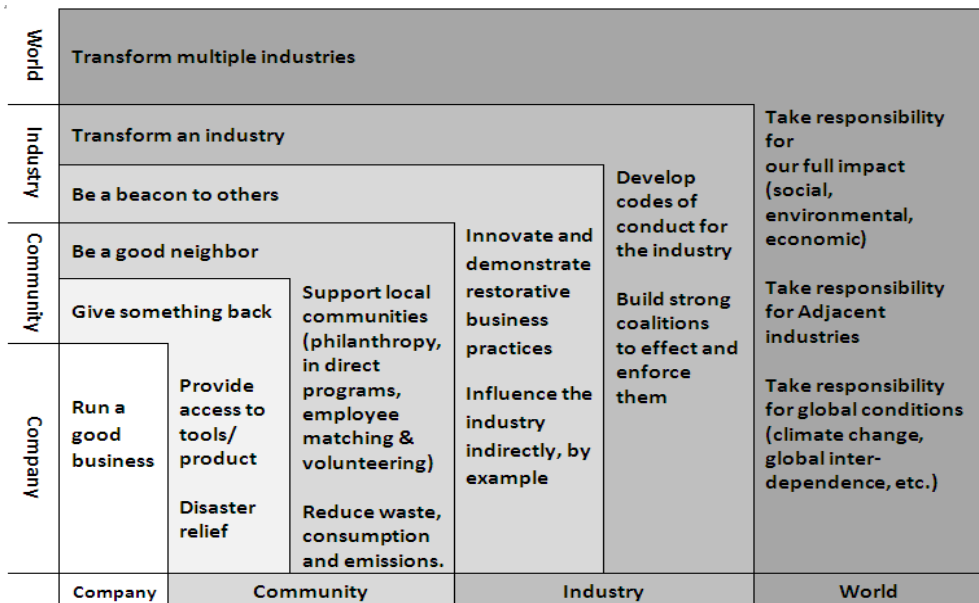 World
Transform multiple industries
Industry
Transform an industry
Be a beacon to others
Community
Be a good neighbor
Give something back
Company
Run a
good
business
Provide
access to
tools/
product
Disaster
relief
Support local
communities
(philanthropy,
in direct
programs,
employee
matching &
volunteering)
Reduce waste,
consumption
and emissions.
Innovate and
demonstrate
restorative
business
practices
Influence the
industry
indirectly, by
example
Develop
codes of
conduct for
the industry
Build strong
coalitions
to effect and
enforce
them
Take responsibility
for
our full impact
(social,
environmental,
economic)
Take responsibility
for Adjacent
industries
Take responsibility
for global conditions
(climate change,
global inter-
dependence, etc.)
Company
Community
Industry
World